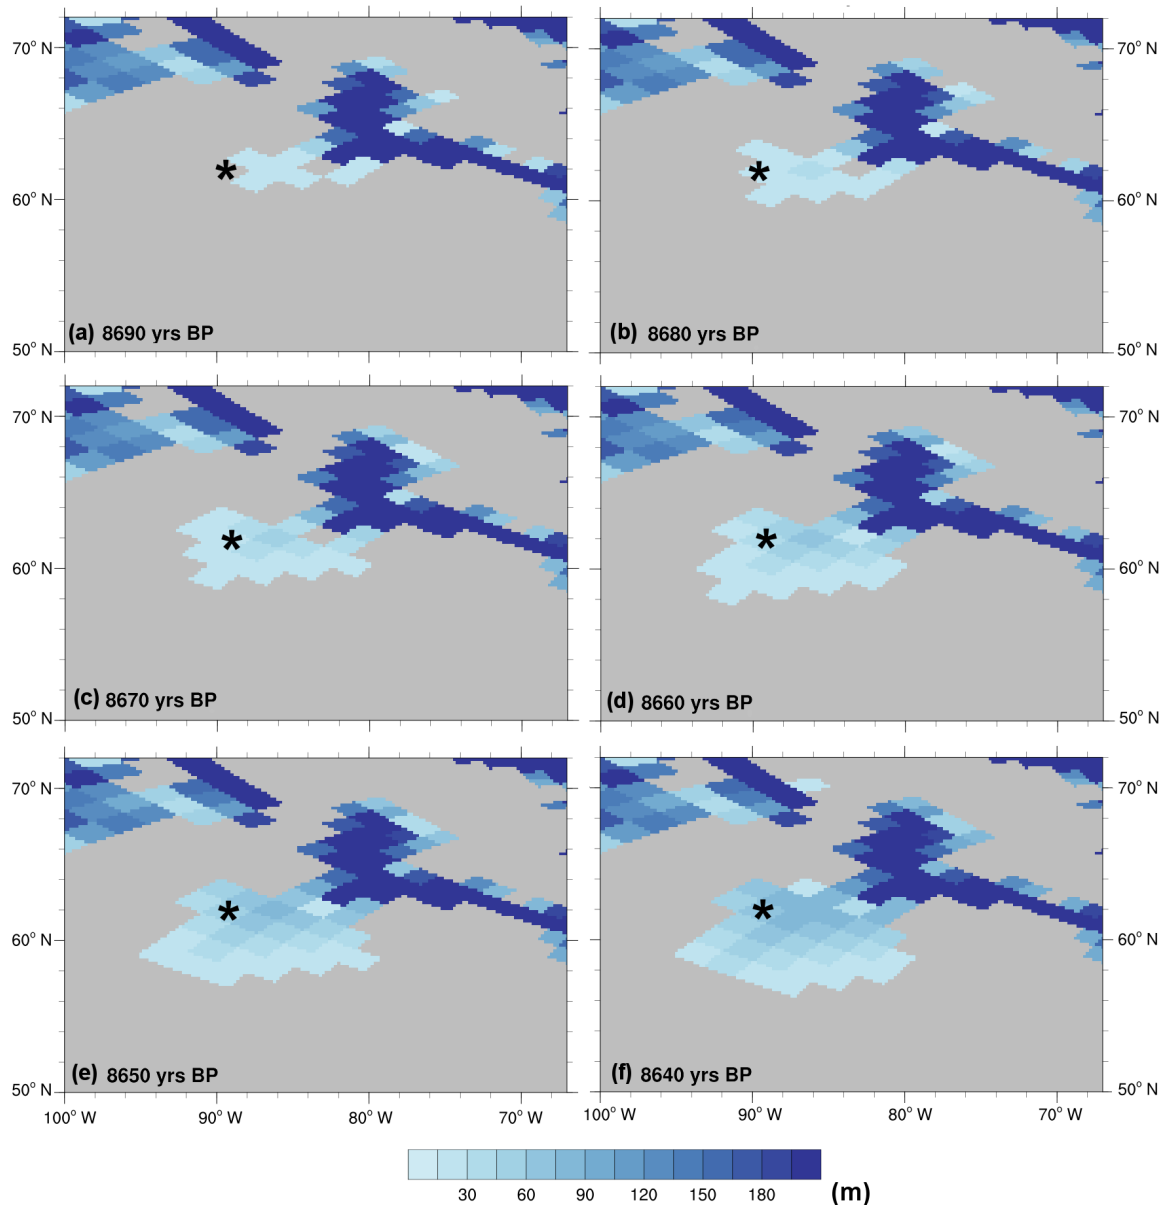 70° N
70° N
*
*
60° N
60° N
(a) 8690 yrs BP
(b) 8680 yrs BP
50° N
50° N
70° N
70° N
*
*
60° N
60° N
(c) 8670 yrs BP
(d) 8660 yrs BP
50° N
50° N
70° N
70° N
*
*
60° N
60° N
(e) 8650 yrs BP
(f) 8640 yrs BP
50° N
50° N
100° W 90° W 80° W 70° W
100° W 90° W 80° W 70° W
30 60 90 120 150 180 (m)